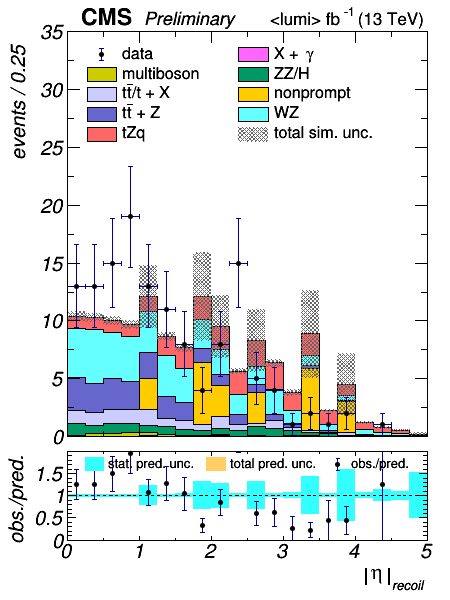 CMS Preliminary <lumi> fb⁻¹ (13 TeV)
events / 0.25
35
30
25
20
15
10
5
0
data
multiboson
tt̄/t + X
tt̄ + Z
tZq
X + γ
ZZ/H
nonprompt
WZ
total sim. unc.
obs./pred.
1.5
1
0.5
0
stat. pred. unc. total pred. unc. obs./pred.
0 1 2 3 4 5
|η|recoil